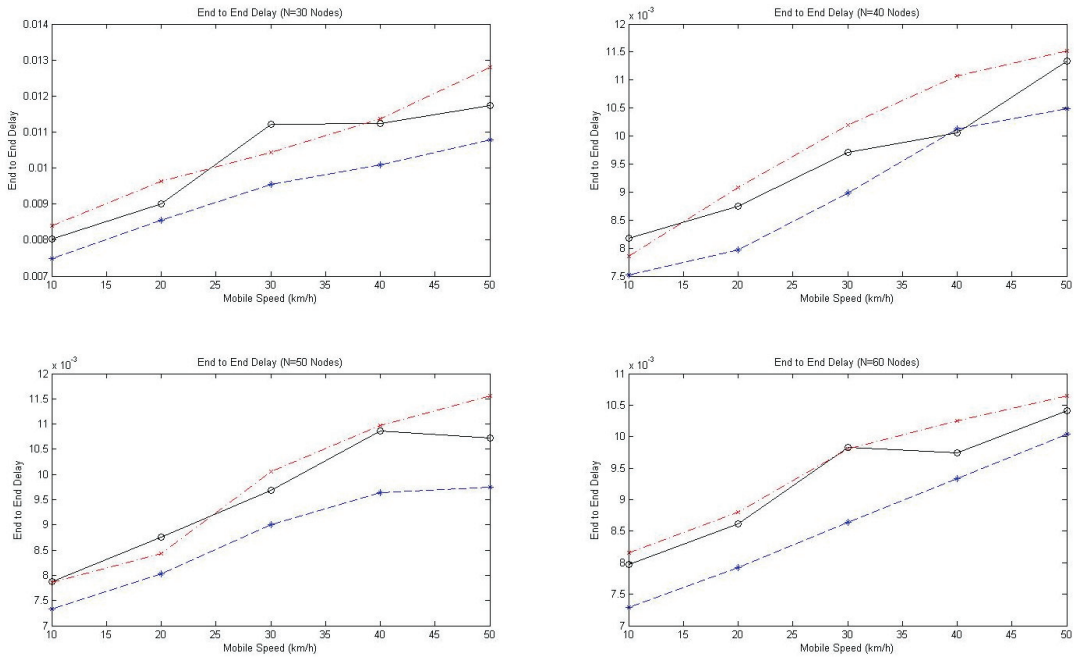 End to End Delay (N=30 Nodes)
0.014
0.013
0.012
0.011
0.01
0.009
0.008
0.007
End to End Delay
10 15 20 25 30 35 40 45 50
Mobile Speed (km/h)
x 10^-3
End to End Delay (N=40 Nodes)
12
11.5
11
10.5
10
9.5
9
8.5
8
7.5
End to End Delay
10 15 20 25 30 35 40 45 50
Mobile Speed (km/h)
x 10^-3
End to End Delay (N=50 Nodes)
12
11.5
11
10.5
10
9.5
9
8.5
8
7.5
7
End to End Delay
10 15 20 25 30 35 40 45 50
Mobile Speed (km/h)
x 10^-3
End to End Delay (N=60 Nodes)
11
10.5
10
9.5
9
8.5
8
7.5
7
End to End Delay
10 15 20 25 30 35 40 45 50
Mobile Speed (km/h)